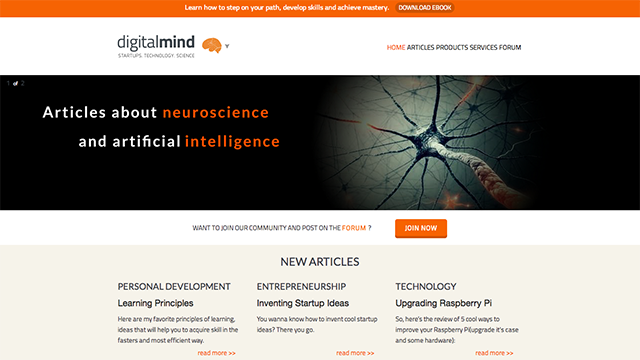 Learn how to step on your path, develop skills and achieve mastery. DOWNLOAD EBOOK
digitalmind
STARTUPS. TECHNOLOGY. SCIENCE
HOME ARTICLES PRODUCTS SERVICES FORUM
1 of 2
Articles about neuroscience
and artificial intelligence
WANT TO JOIN OUR COMMUNITY AND POST ON THE FORUM ? JOIN NOW
NEW ARTICLES
PERSONAL DEVELOPMENT
Learning Principles
Here are my favorite principles of learning,
ideas that will help you to acquire skill in the
fasters and most efficient way.
read more >>
ENTREPRENEURSHIP
Inventing Startup Ideas
You wanna know how to invent cool startup
ideas? There you go.
read more >>
TECHNOLOGY
Upgrading Raspberry Pi
So, here's the review of 5 cool ways to
improve your Raspberry Pi(upgrade it's case
and some hardware):
read more >>